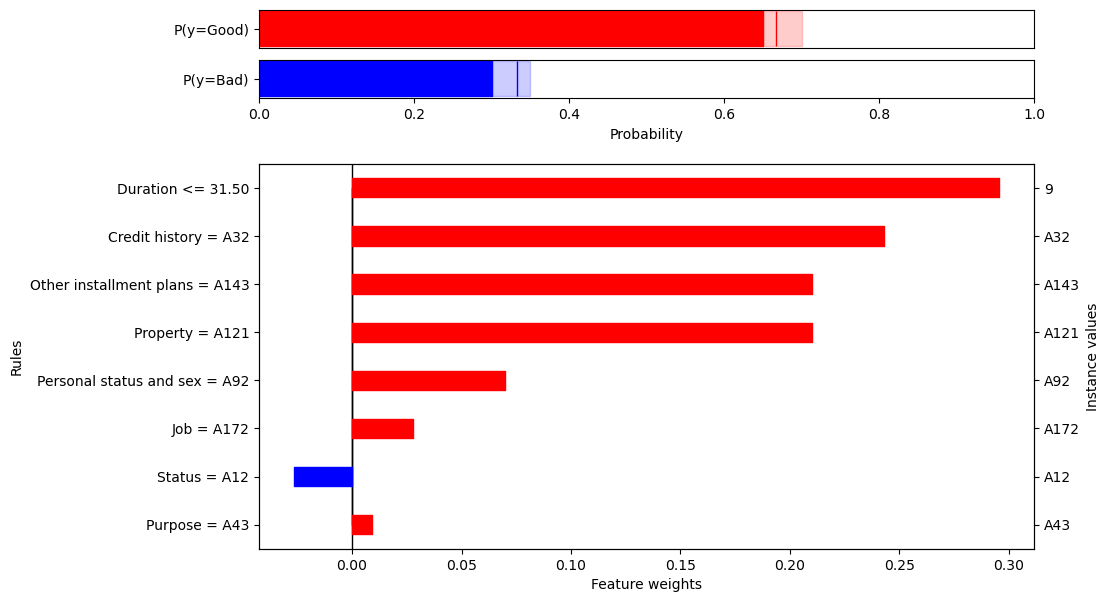 P(y=Good)
P(y=Bad)
0.0 0.2 0.4 0.6 0.8 1.0
Probability
Rules
Duration <= 31.50 9
Credit history = A32 A32
Other installment plans = A143 A143
Property = A121 A121
Personal status and sex = A92 A92
Job = A172 A172
Status = A12 A12
Purpose = A43 A43
Instance values
0.00 0.05 0.10 0.15 0.20 0.25 0.30
Feature weights